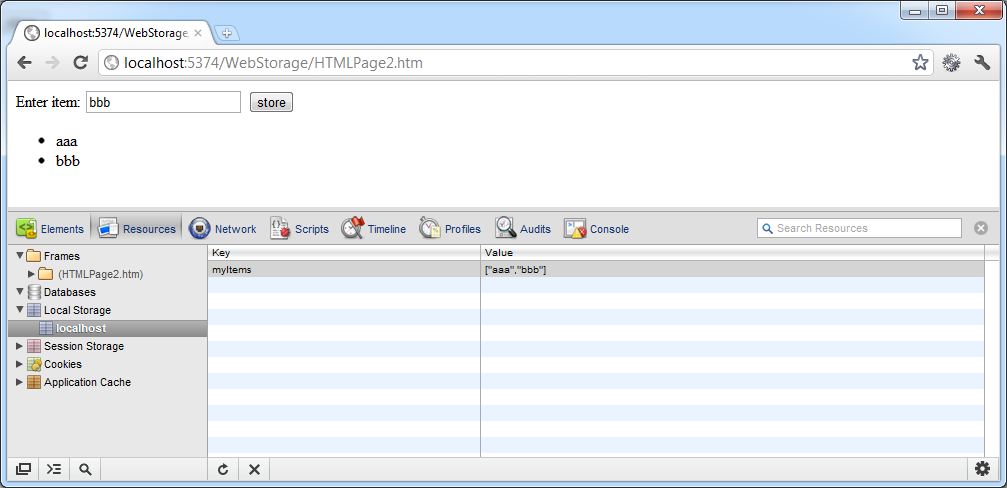 localhost:5374/WebStorage
localhost:5374/WebStorage/HTMLPage2.htm
Enter item: bbb store
aaa
bbb
Elements Resources Network Scripts Timeline Profiles Audits Console Search Resources
Frames
(HTMLPage2.htm)
Databases
Local Storage
localhost
Session Storage
Cookies
Application Cache
Key Value
myItems ["aaa","bbb"]